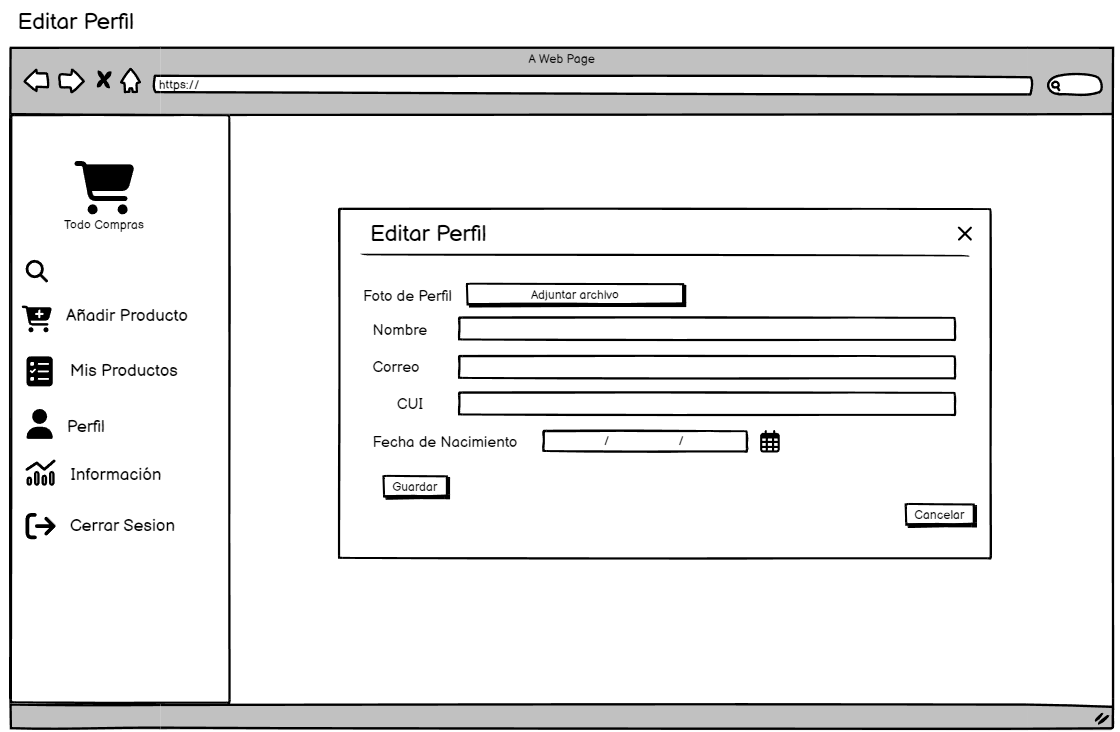 Editar Perfil
A Web Page
https://
Todo Compras
Añadir Producto
Mis Productos
Perfil
Información
Cerrar Sesion
Editar Perfil
Foto de Perfil Adjuntar archivo
Nombre
Correo
CUI
Fecha de Nacimiento / /
Guardar
Cancelar